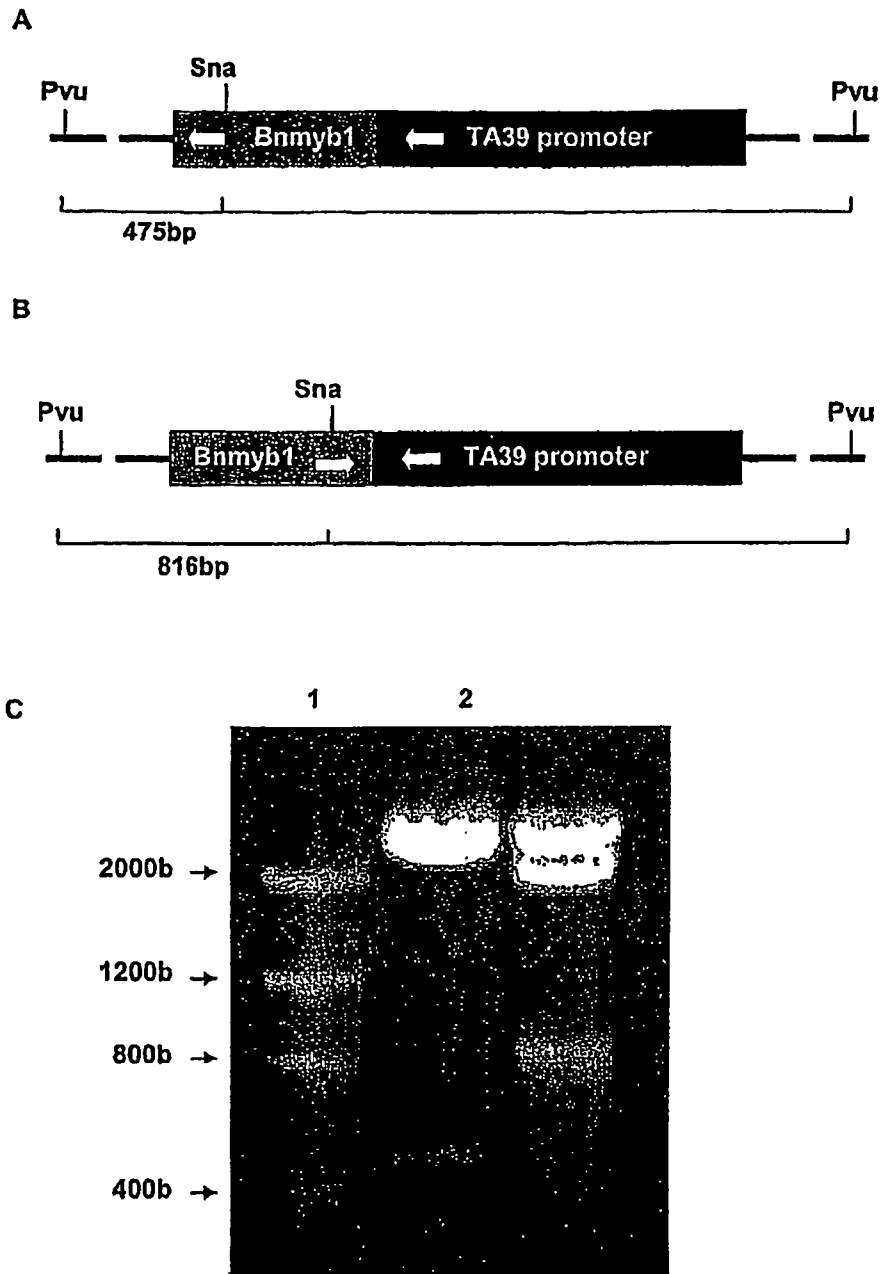 A
Sna
Pvu
Pvu
Bnmyb1
TA39 promoter
475bp
B
Sna
Pvu
Pvu
Bnmyb1
TA39 promoter
816bp
C
1
2
2000b
1200b
800b
400b